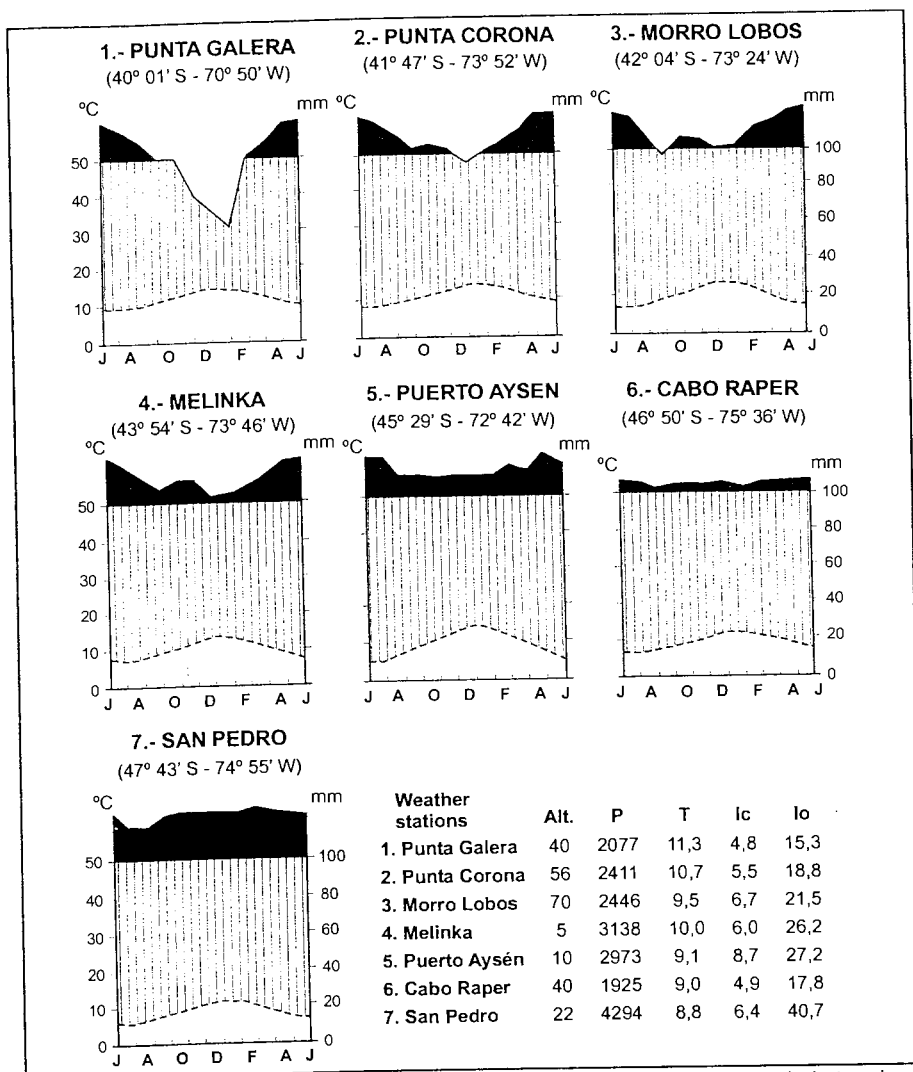 1.- PUNTA GALERA
(40º 01' S - 70º 50' W)
ºC mm
50
40
30
20
10
0
J A O D F A J
2.- PUNTA CORONA
(41º 47' S - 73º 52' W)
ºC mm
J A O D F A J
3.- MORRO LOBOS
(42º 04' S - 73º 24' W)
ºC mm
100
80
60
40
20
0
J A O D F A J
4.- MELINKA
(43º 54' S - 73º 46' W)
ºC mm
50
40
30
20
10
0
J A O D F A J
5.- PUERTO AYSEN
(45º 29' S - 72º 42' W)
ºC mm
J A O D F A J
6.- CABO RAPER
(46º 50' S - 75º 36' W)
ºC mm
100
80
60
40
20
0
J A O D F A J
7.- SAN PEDRO
(47º 43' S - 74º 55' W)
ºC mm
50
40
30
20
10
0
100
80
60
40
20
0
J A O D F A J
Weather
stations Alt. P T Ic Io
1. Punta Galera 40 2077 11,3 4,8 15,3
2. Punta Corona 56 2411 10,7 5,5 18,8
3. Morro Lobos 70 2446 9,5 6,7 21,5
4. Melinka 5 3138 10,0 6,0 26,2
5. Puerto Aysén 10 2973 9,1 8,7 27,2
6. Cabo Raper 40 1925 9,0 4,9 17,8
7. San Pedro 22 4294 8,8 6,4 40,7